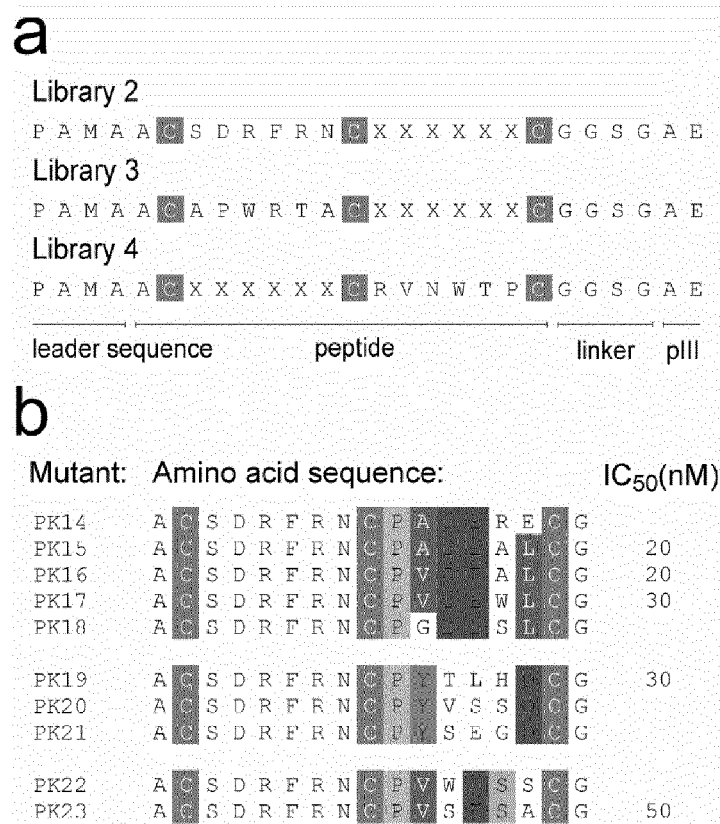 a
Library 2
P A M A A C S D R F R N C X X X X X X C G G S G A E
Library 3
P A M A A C A P W R T A C X X X X X X C G G S G A E
Library 4
P A M A A C X X X X X X C R V N W T P C G G S G A E
leader sequence peptide linker pIII
b
Mutant: Amino acid sequence: IC50(nM)
PK14 A C S D R F R N C P A R E C G
PK15 A C S D R F R N C P A A L C G 20
PK16 A C S D R F R N C P V A L C G 20
PK17 A C S D R F R N C P V W L C G 30
PK18 A C S D R F R N C P G S L C G
PK19 A C S D R F R N C P Y T L H C G 30
PK20 A C S D R F R N C P Y V S S C G
PK21 A C S D R F R N C P Y S E G C G
PK22 A C S D R F R N C P V W S S C G
PK23 A C S D R F R N C P V S S A C G 50